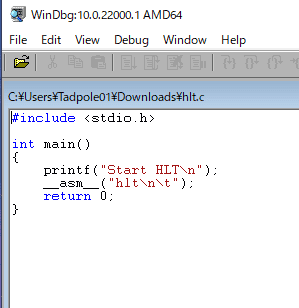 WinDbg:10.0.22000.1 AMD64
File Edit View Debug Window Help
C:¥Users¥Tadpole01¥Downloads¥hlt.c
#include <stdio.h>
int main()
{
    printf("Start HLT\n");
    __asm__("hlt\n\t");
    return 0;
}